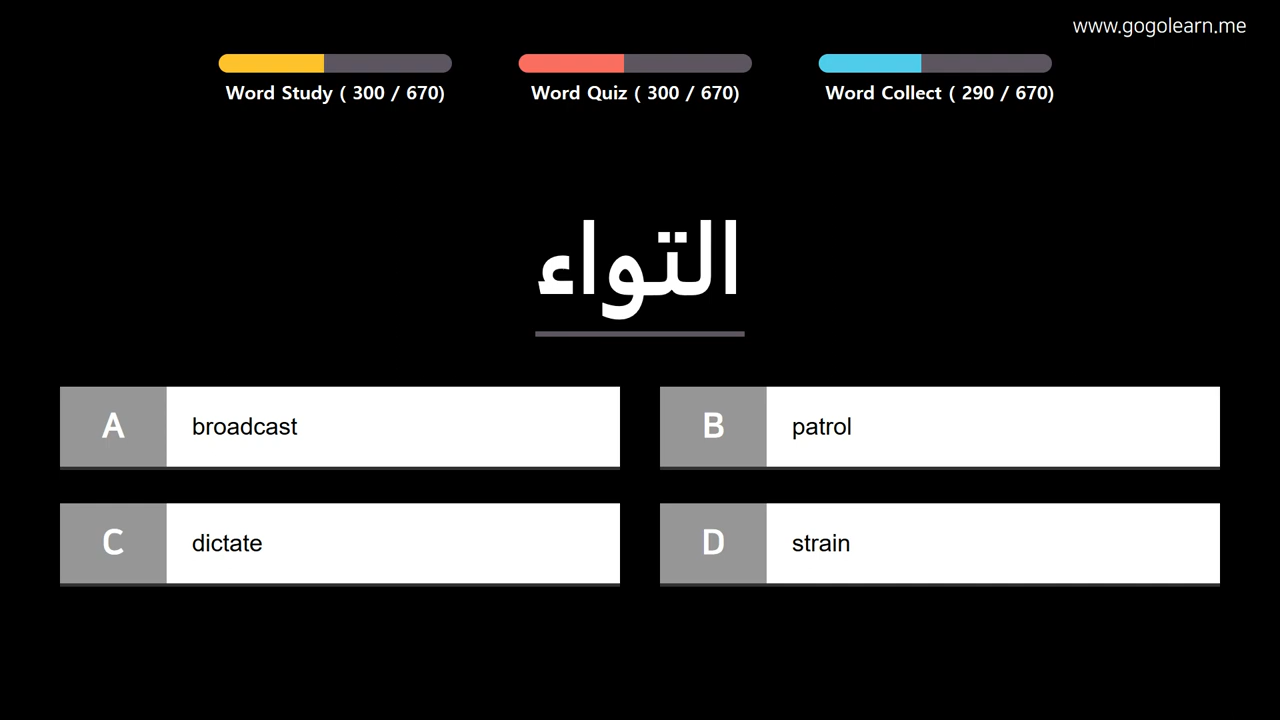 www.gogolearn.me
Word Study ( 300 / 670)
Word Quiz ( 300 / 670)
Word Collect ( 290 / 670)
التواء
A broadcast
B patrol
C dictate
D strain